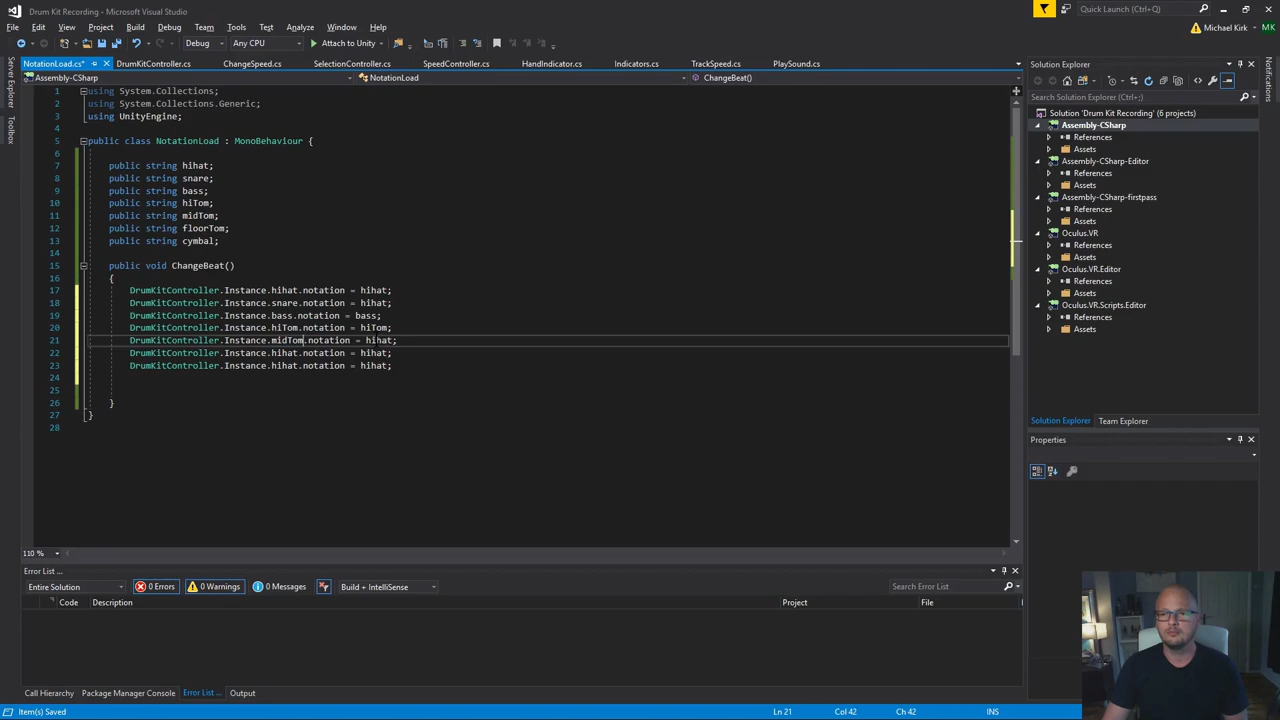 Drum Kit Recording - Microsoft Visual Studio
Quick Launch (Ctrl+Q)
File Edit View Project Build Debug Team Tools Test Analyze Window Help
Michael Kirk MK
Debug Any CPU Attach to Unity
NotationLoad.cs* DrumKitController.cs ChangeSpeed.cs SelectionController.cs SpeedController.cs HandIndicator.cs Indicators.cs TrackSpeed.cs PlaySound.cs
Assembly-CSharp NotationLoad ChangeBeat()
Server Explorer
Toolbox
1 using System.Collections;
2 using System.Collections.Generic;
3 using UnityEngine;
4
5 public class NotationLoad : MonoBehaviour {
6
7 public string hihat;
8 public string snare;
9 public string bass;
10 public string hiTom;
11 public string midTom;
12 public string floorTom;
13 public string cymbal;
14
15 public void ChangeBeat()
16 {
17 DrumKitController.Instance.hihat.notation = hihat;
18 DrumKitController.Instance.snare.notation = hihat;
19 DrumKitController.Instance.bass.notation = bass;
20 DrumKitController.Instance.hiTom.notation = hiTom;
21 DrumKitController.Instance.midTom.notation = hihat;
22 DrumKitController.Instance.hihat.notation = hihat;
23 DrumKitController.Instance.hihat.notation = hihat;
24
25
26 }
27 }
28
110 %
Solution Explorer
Search Solution Explorer (Ctrl+;)
Solution 'Drum Kit Recording' (6 projects)
Assembly-CSharp
References
Assets
Assembly-CSharp-Editor
References
Assets
Assembly-CSharp-firstpass
References
Assets
Oculus.VR
References
Assets
Oculus.VR.Editor
References
Assets
Oculus.VR.Scripts.Editor
References
Assets
Notifications
Solution Explorer Team Explorer
Properties
Error List ...
Entire Solution 0 Errors 0 Warnings 0 Messages Build + IntelliSense Search Error List
Code Description Project File
Call Hierarchy Package Manager Console Error List ... Output
Item(s) Saved Ln 21 Col 42 Ch 42 INS